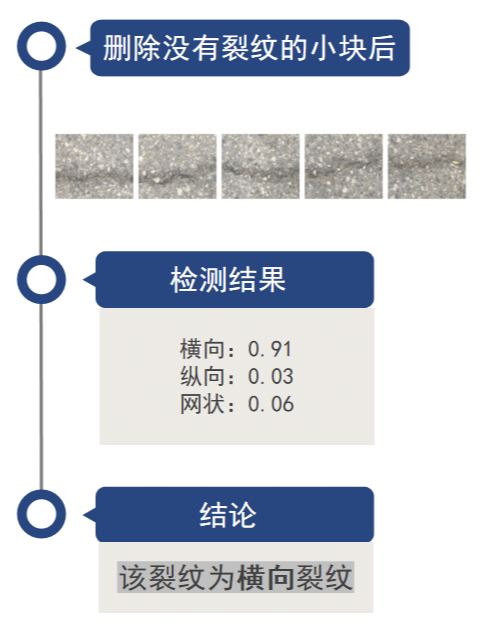 删除没有裂纹的小块后
检测结果
横向：0.91
纵向：0.03
网状：0.06
结论
该裂纹为横向裂纹